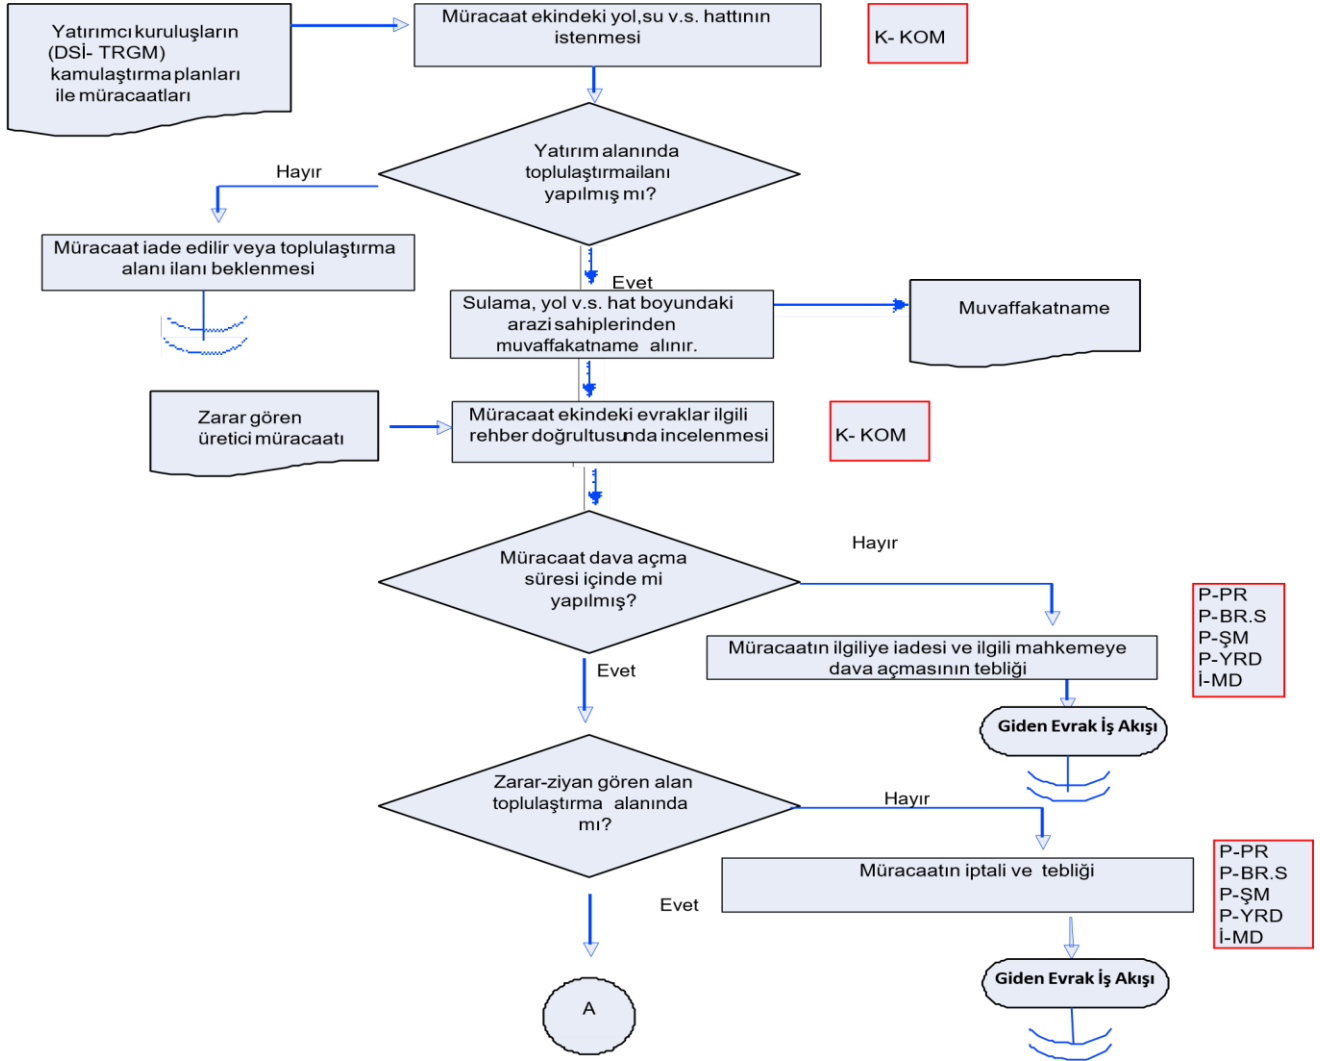 Yatırımcı kuruluşların
(DSİ- TRGM)
kamulaştırma planları
ile müracaatları
Müracaat ekindeki yol,su v.s. hattının
istenmesi
K- KOM
Yatırım alanında
toplulaştırmailanı
yapılmış mı?
Hayır
Müracaat iade edilir veya toplulaştırma
alanı ilanı beklenmesi
Evet
Sulama, yol v.s. hat boyundaki
arazi sahiplerinden
muvaffakatname alınır.
Muvaffakatname
Zarar gören
üretici müracaatı
Müracaat ekindeki evraklar ilgili
rehber doğrultusunda incelenmesi
K- KOM
Müracaat dava açma
süresi içinde mi
yapılmış?
Hayır
P-PR
P-BR.S
P-ŞM
P-YRD
İ-MD
Müracaatın ilgiliye iadesi ve ilgili mahkemeye
dava açmasının tebliği
Evet
Giden Evrak İş Akışı
Zarar-ziyan gören alan
toplulaştırma alanında
mı?
Hayır
P-PR
P-BR.S
P-ŞM
P-YRD
İ-MD
Müracaatın iptali ve tebliği
Evet
Giden Evrak İş Akışı
A